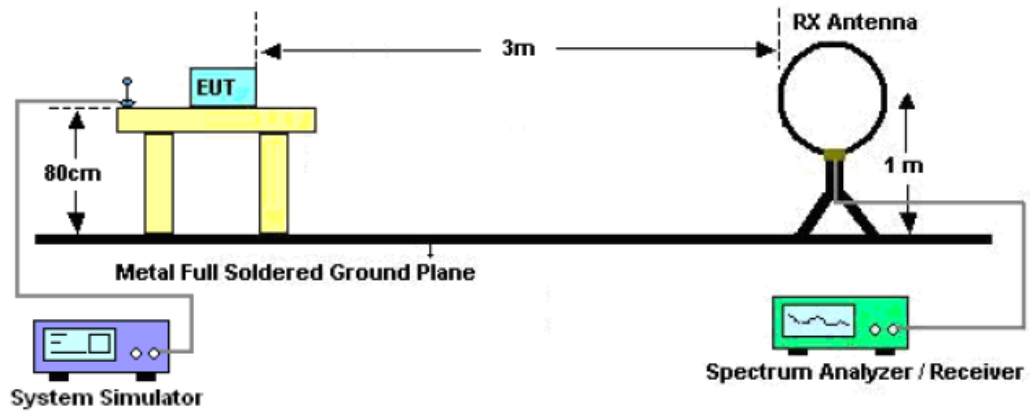 RX Antenna
3m
EUT
80cm
1 m
Metal Full Soldered Ground Plane
System Simulator
Spectrum Analyzer / Receiver